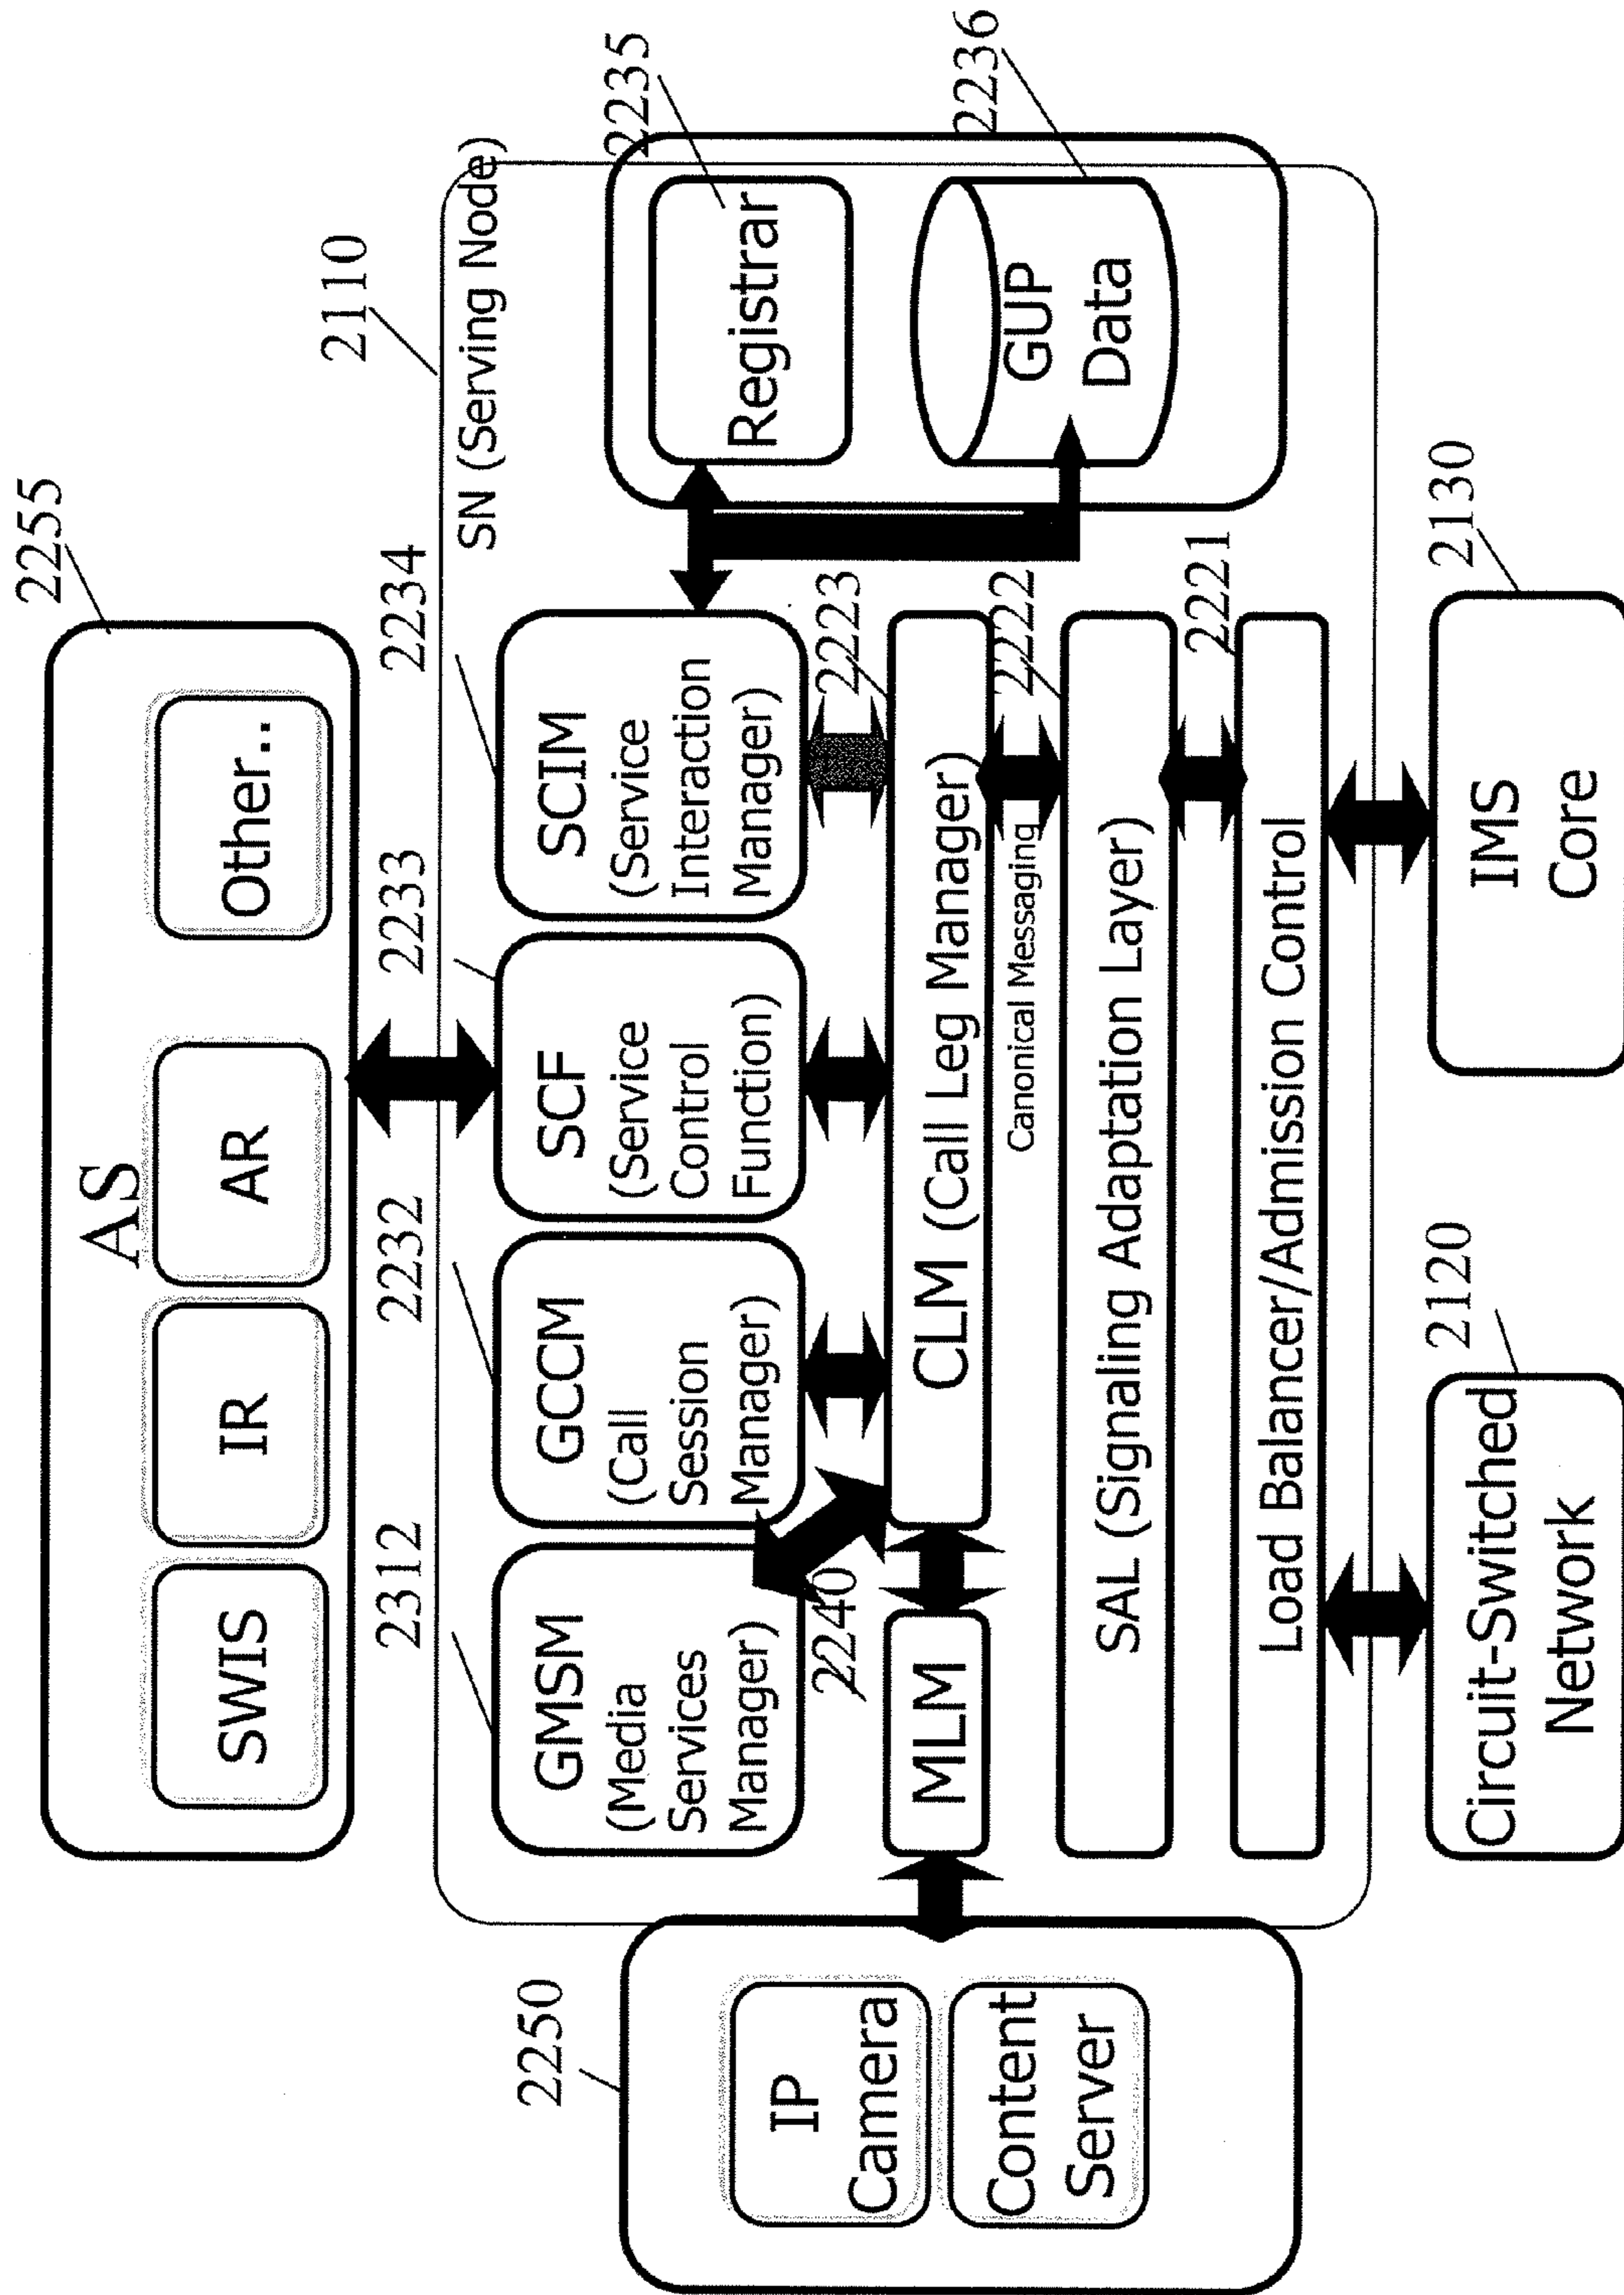 2255
AS
SWIS
IR
AR
Other..
2110
SN (Serving Node)
2312
2232
2233
2234
GMSM
(Media
Services
Manager)
GCCM
(Call
Session
Manager)
SCF
(Service
Control
Function)
SCIM
(Service
Interaction
Manager)
2235
Registrar
2236
GUP
Data
2250
IP
Camera
Content
Server
2240
MLM
2223
CLM (Call Leg Manager)
Canonical Messaging
2222
SAL (Signaling Adaptation Layer)
2221
Load Balancer/Admission Control
2120
Circuit-Switched
Network
2130
IMS
Core